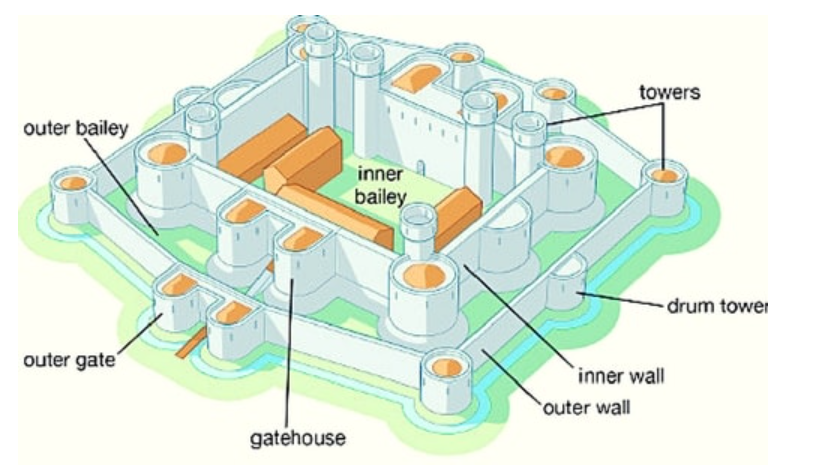 towers
outer bailey
inner
bailey
drum tower
outer gate
inner wall
outer wall
gatehouse